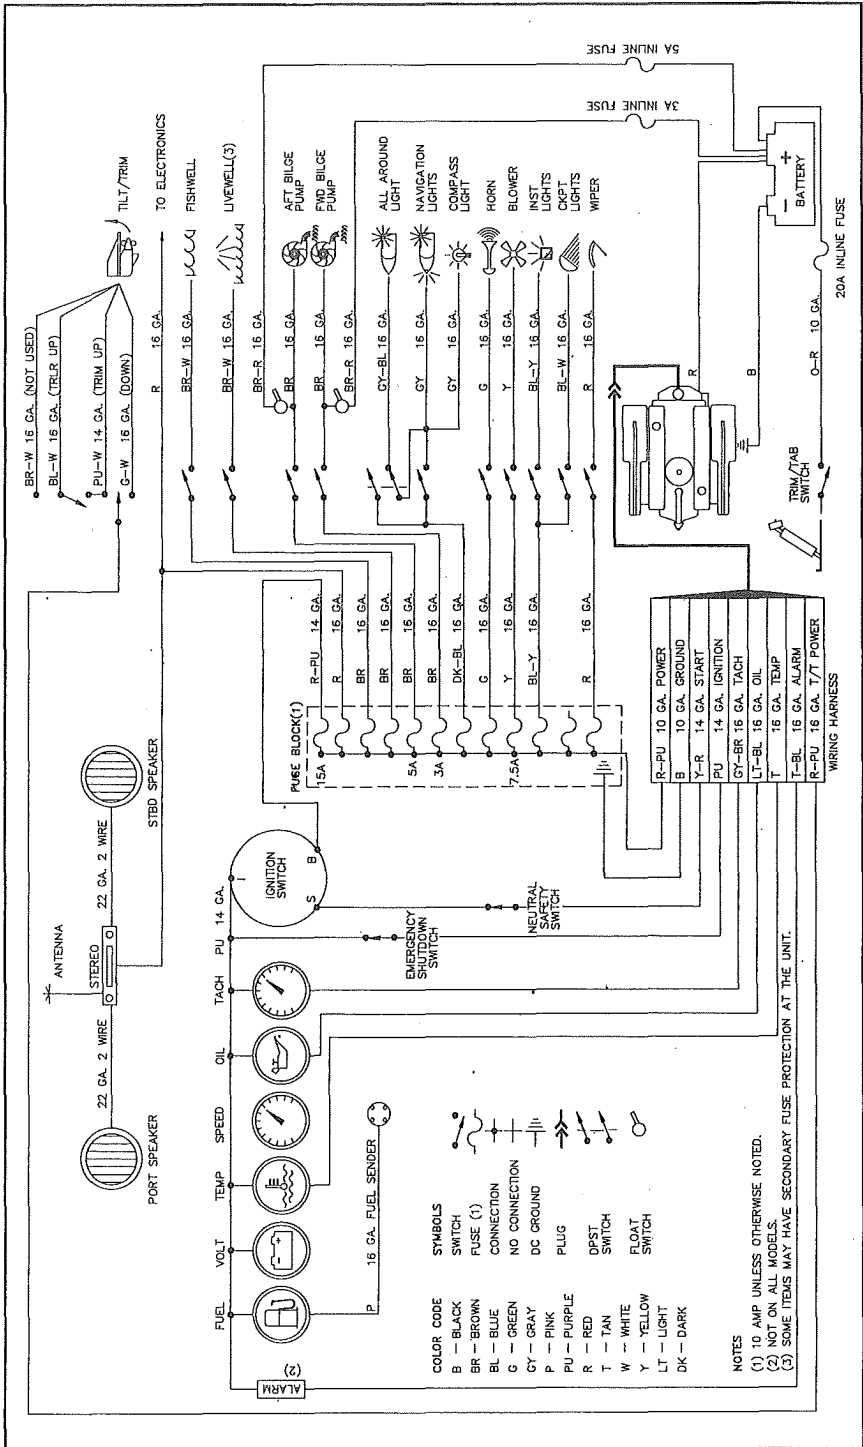 ANTENNA
STEREO
PORT SPEAKER
22 GA. 2 WIRE
22 GA. 2 WIRE
STBD SPEAKER
BR-W 16 GA. (NOT USED)
BL-W 16 GA. (TRLR UP)
PU-W 14 GA. (TRIM UP)
G-W 16 GA. (DOWN)
TILT/TRIM
R 16 GA. TO ELECTRONICS
BR-W 16 GA. FISHWELL
BR-W 16 GA. LIVEWELL(3)
BR-R 16 GA.
BR 16 GA. AFT BILGE
PUMP
BR 16 GA. FWD BILGE
PUMP
BR-R 16 GA.
GY-BL 16 GA. ALL AROUND
LIGHT
GY 16 GA. NAVIGATION
LIGHTS
GY COMPASS
LIGHT
G 16 GA. HORN
Y 16 GA. BLOWER
BL-Y 16 GA. INST
LIGHTS
BL-W 16 GA. CKPT
LIGHTS
R 16 GA. WIPER
5A INLINE FUSE
3A INLINE FUSE
FUEL
VOLT
TEMP
SPEED
OIL
TACH
PU 14 GA.
I
IGNITION
SWITCH
S
B
ALARM
(2)
P 16 GA. FUEL SENDER
EMERGENCY
SHUTDOWN
SWITCH
NEUTRAL
SAFETY
SWITCH
FUSE BLOCK(1)
15A
5A
3A
7.5A
R-PU 14 GA.
R 16 GA.
BR 16 GA.
BR 16 GA.
BR 16 GA.
BR 16 GA.
DK-BL 16 GA.
G 16 GA.
Y 16 GA.
BL-Y 16 GA.
R 16 GA.
R-PU 10 GA. POWER
B 10 GA. GROUND
Y-R 14 GA. START
PU 14 GA. IGNITION
GY-BR 16 GA. TACH
LT-BL 16 GA. OIL
T 16 GA. TEMP
T-BL 16 GA. ALARM
R-PU 16 GA. T/T POWER
WIRING HARNESS
TRIM/TAB
SWITCH
R
B
O-R 10 GA.
20A INLINE FUSE
- +
BATTERY
COLOR CODE
B - BLACK
BR - BROWN
BL - BLUE
G - GREEN
GY - GRAY
P - PINK
PU - PURPLE
R - RED
T - TAN
W - WHITE
Y - YELLOW
LT - LIGHT
DK - DARK
SYMBOLS
SWITCH
FUSE (1)
CONNECTION
NO CONNECTION
DC GROUND
PLUG
DPST
SWITCH
FLOAT
SWITCH
NOTES
(1) 10 AMP UNLESS OTHERWISE NOTED.
(2) NOT ON ALL MODELS.
(3) SOME ITEMS MAY HAVE SECONDARY FUSE PROTECTION AT THE UNIT.